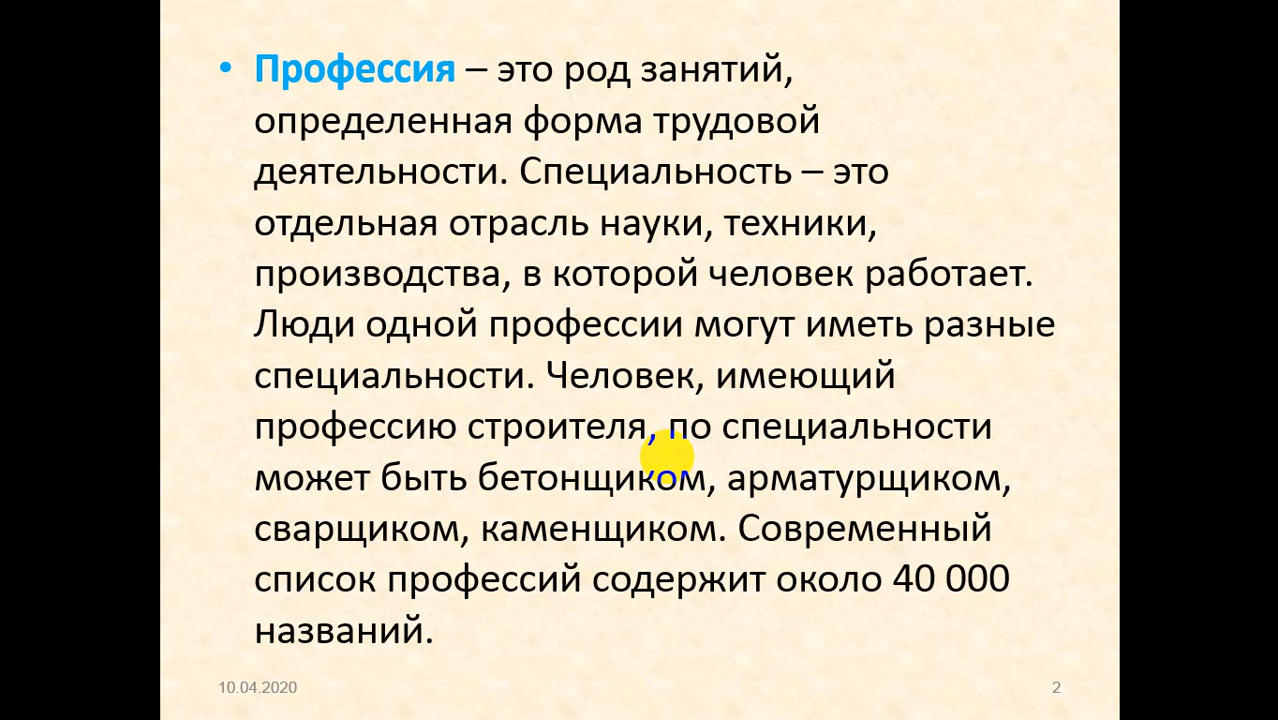 • Профессия – это род занятий,
определенная форма трудовой
деятельности. Специальность – это
отдельная отрасль науки, техники,
производства, в которой человек работает.
Люди одной профессии могут иметь разные
специальности. Человек, имеющий
профессию строителя, по специальности
может быть бетонщиком, арматурщиком,
сварщиком, каменщиком. Современный
список профессий содержит около 40 000
названий.
10.04.2020
2